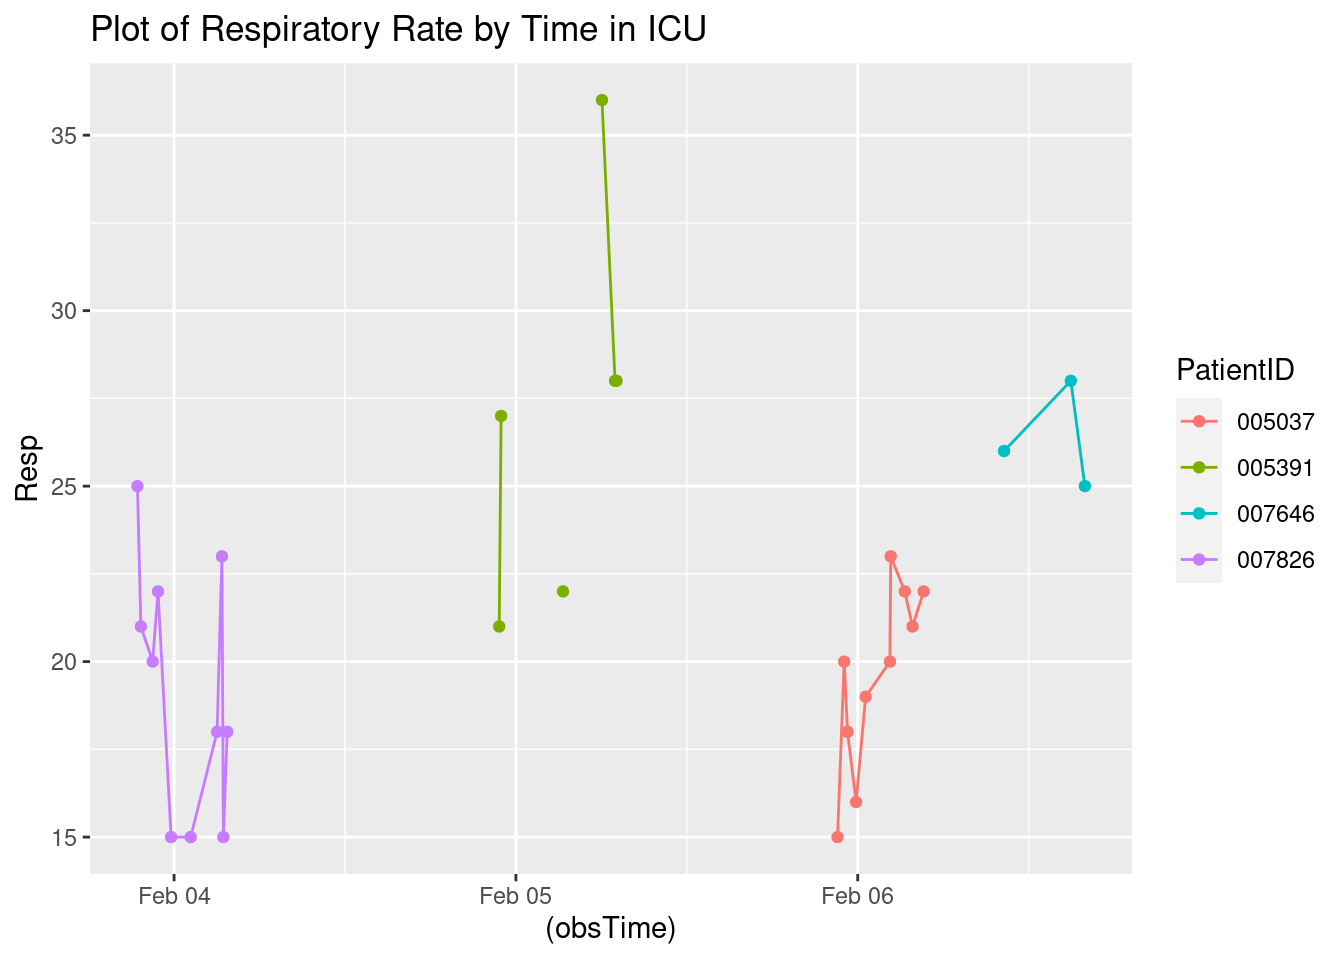 Plot of Respiratory Rate by Time in ICU
35
30
25
20
15
Resp
Feb 04
Feb 05
Feb 06
(obsTime)
PatientID
005037
005391
007646
007826